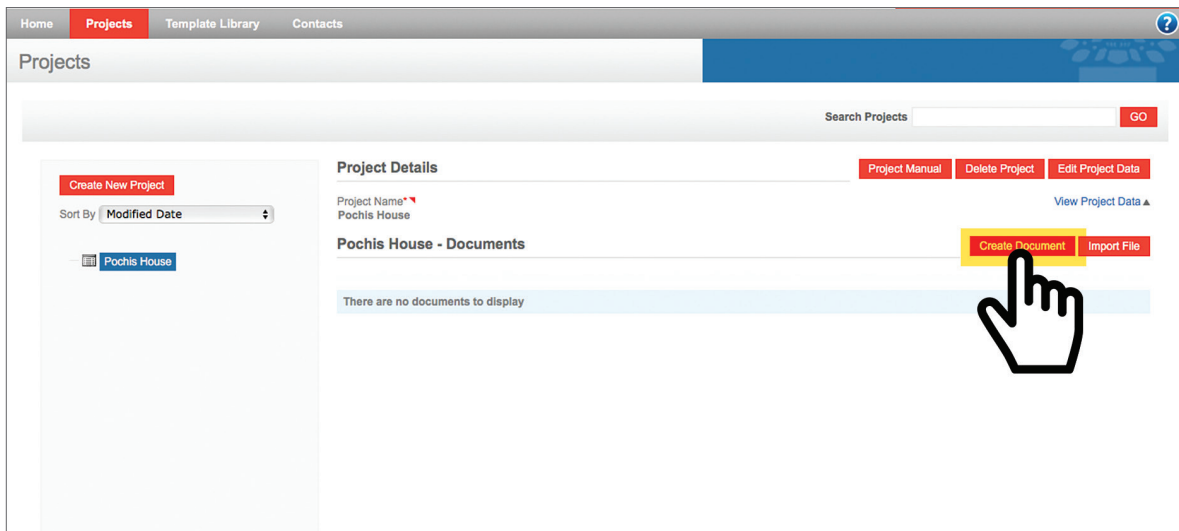 Home Projects Template Library Contacts ?
Projects
Search Projects GO
Create New Project
Sort By Modified Date
Pochis House
Project Details Project Manual Delete Project Edit Project Data
Project Name* View Project Data
Pochis House
Pochis House - Documents Create Document Import File
There are no documents to display